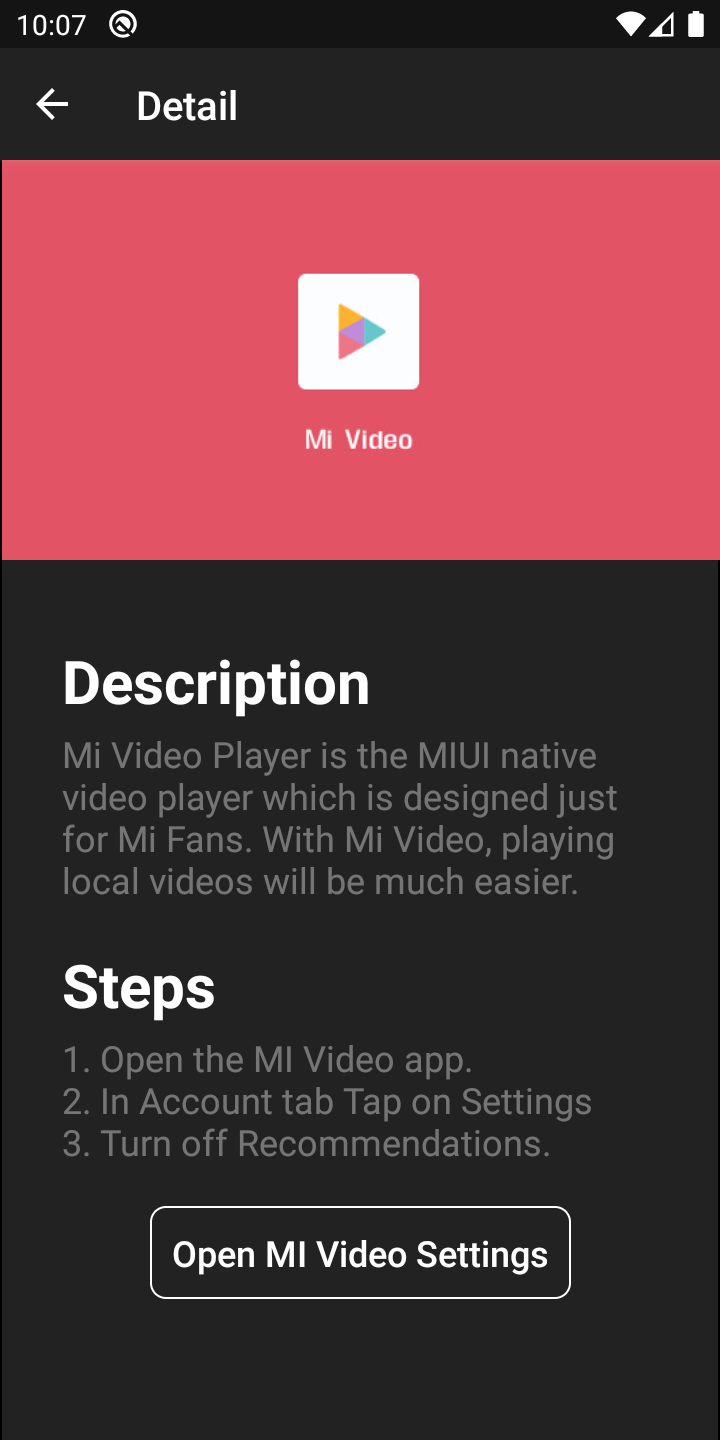 10:07
Detail
Mi Video
Description
Mi Video Player is the MIUI native
video player which is designed just
for Mi Fans. With Mi Video, playing
local videos will be much easier.
Steps
1. Open the MI Video app.
2. In Account tab Tap on Settings
3. Turn off Recommendations.
Open MI Video Settings